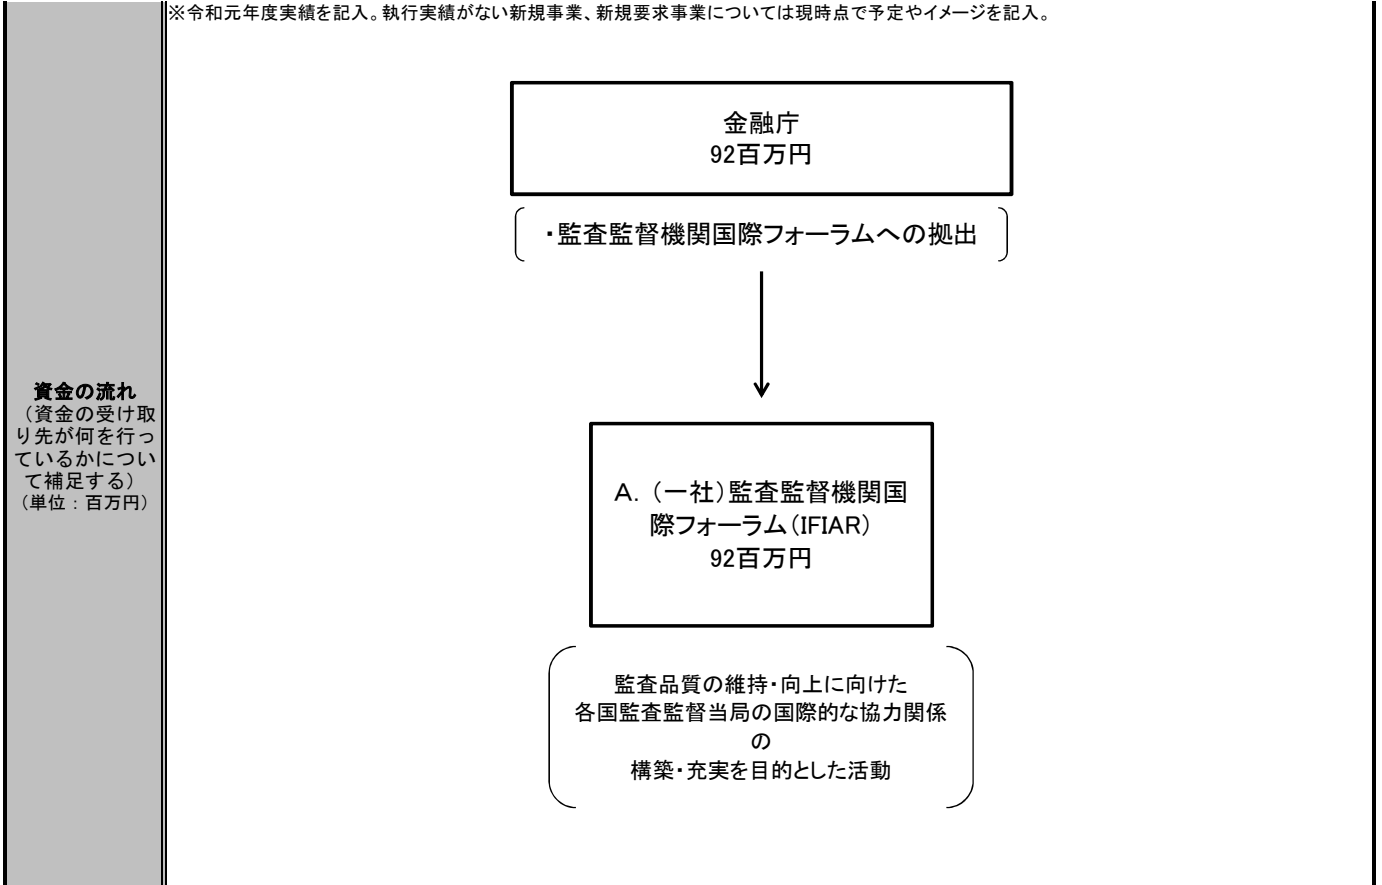 ※令和元年度実績を記入。執行実績がない新規事業、新規要求事業については現時点で予定やイメージを記入。
金融庁
92百万円
・監査監督機関国際フォーラムへの拠出
資金の流れ
（資金の受け取
り先が何を行っ
ているかについ
て補足する）
（単位：百万円）
A．（一社）監査監督機関国
際フォーラム（IFIAR）
92百万円
監査品質の維持・向上に向けた
各国監査監督当局の国際的な協力関係
の
構築・充実を目的とした活動